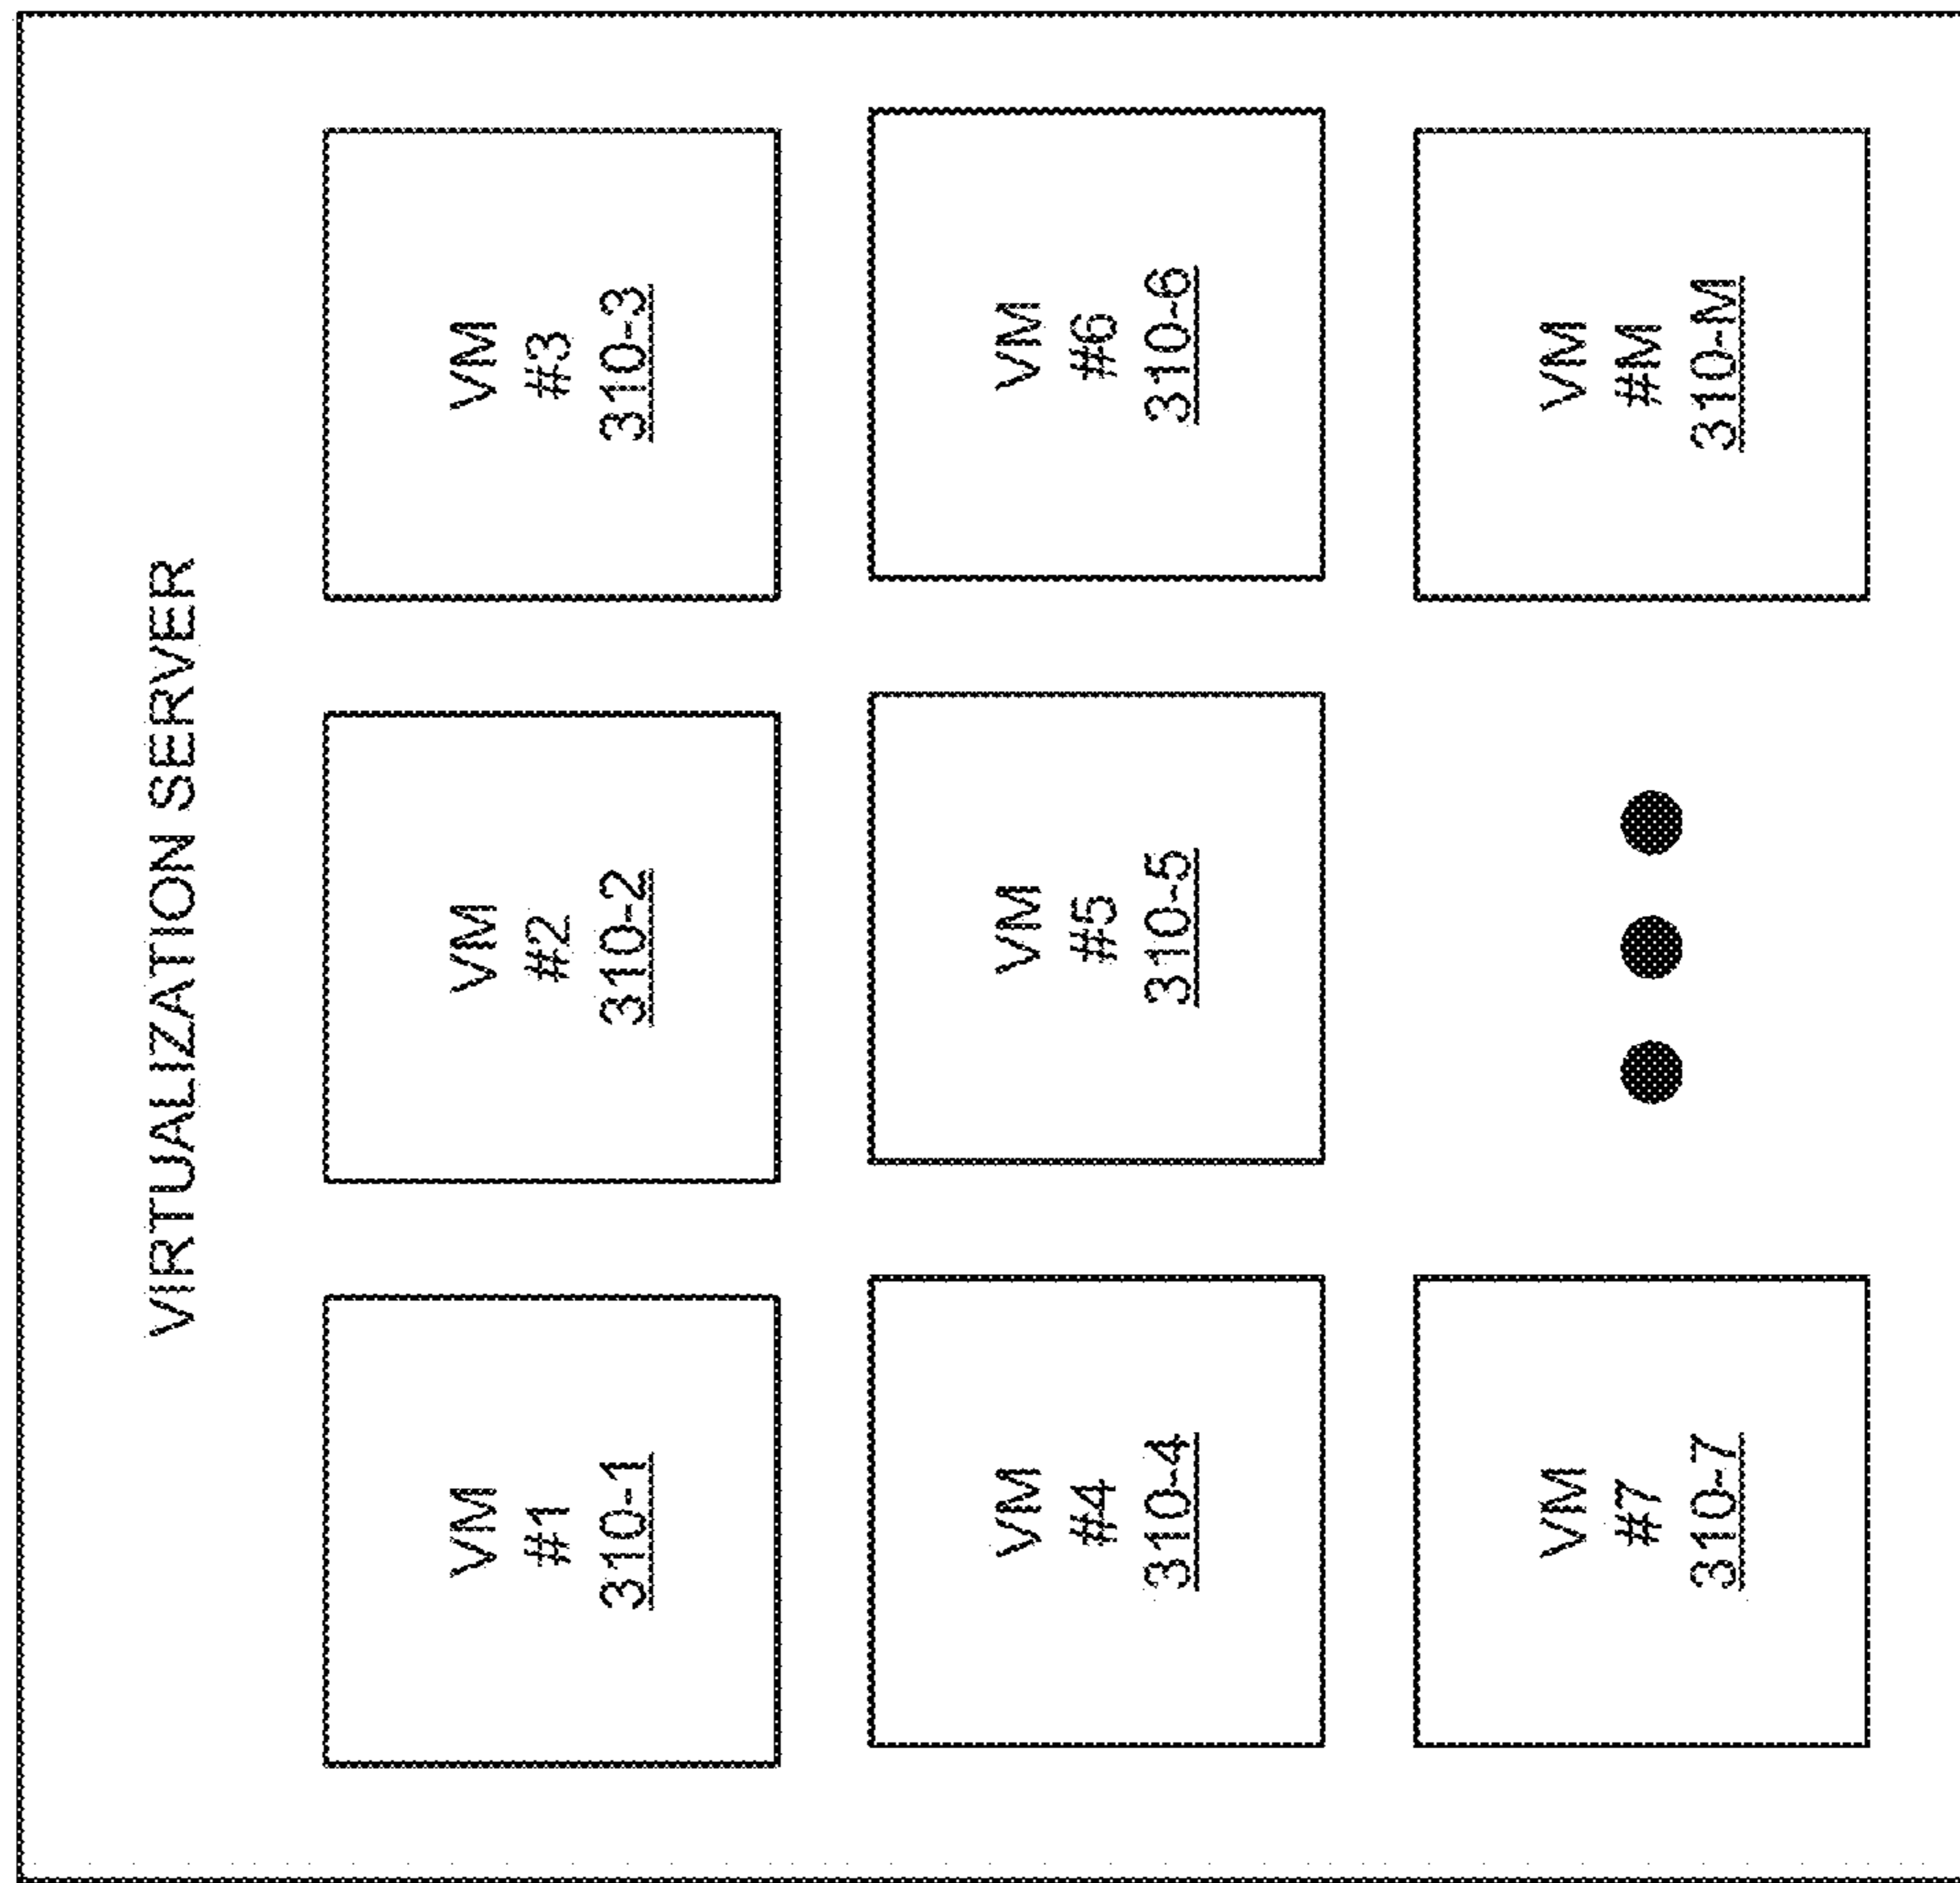 VIRTUALIZATION SERVER
VM
#1
310-1
VM
#2
310-2
VM
#3
310-3
VM
#4
310-4
VM
#5
310-5
VM
#6
310-6
VM
#7
310-7
VM
#M
310-M